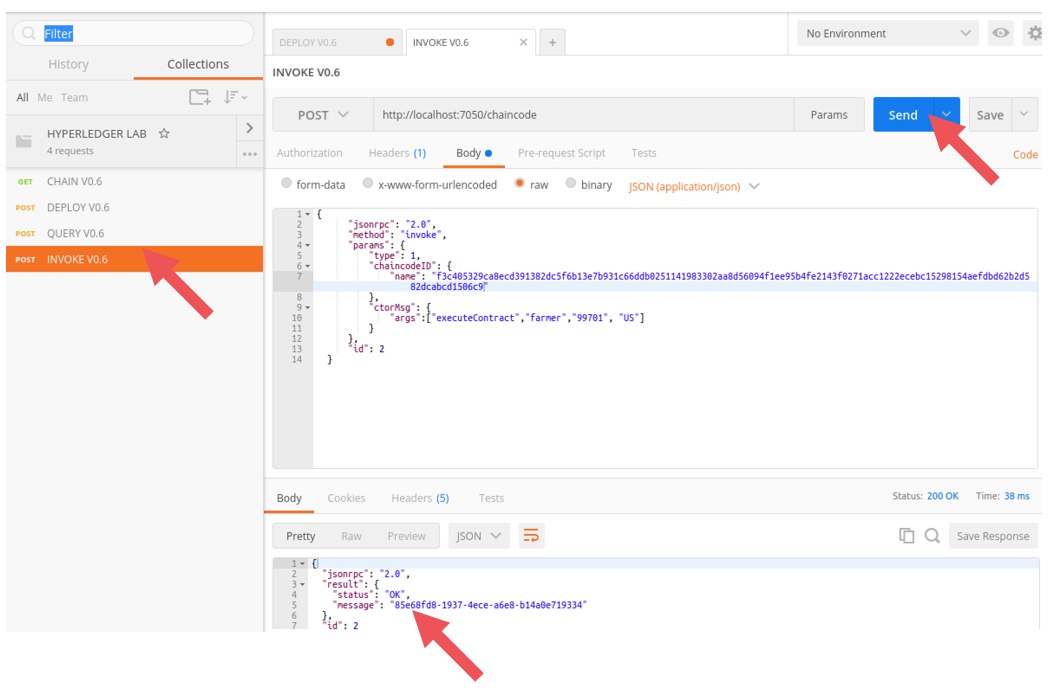 Filter
History Collections
All Me Team
HYPERLEDGER LAB
4 requests
GET CHAIN V0.6
POST DEPLOY V0.6
POST QUERY V0.6
POST INVOKE V0.6
DEPLOY V0.6 INVOKE V0.6
No Environment
INVOKE V0.6
POST http://localhost:7050/chaincode Params Send Save
Authorization Headers (1) Body Pre-request Script Tests Code
form-data x-www-form-urlencoded raw binary JSON (application/json)
1 {
2 "jsonrpc": "2.0",
3 "method": "invoke",
4 "params": {
5 "type": 1,
6 "chaincodeID": {
7 "name": "f3c405329ca8ecd391382dc5f6b13e7b931c66ddb0251141983302aa8d56094f1ee95b4fe2143f0271acc1222ecebc15298154aefdbd62b2d5
82dcabcd1506c9"
8 },
9 "ctorMsg": {
10 "args":["executeContract","farmer","99701", "US"]
11 }
12 },
13 "id": 2
14 }
Body Cookies Headers (5) Tests Status: 200 OK Time: 38 ms
Pretty Raw Preview JSON Save Response
1 {
2 "jsonrpc": "2.0",
3 "result": {
4 "status": "OK",
5 "message": "85e68fd8-1937-4ece-a6e8-b14a0e719334"
6 },
7 "id": 2